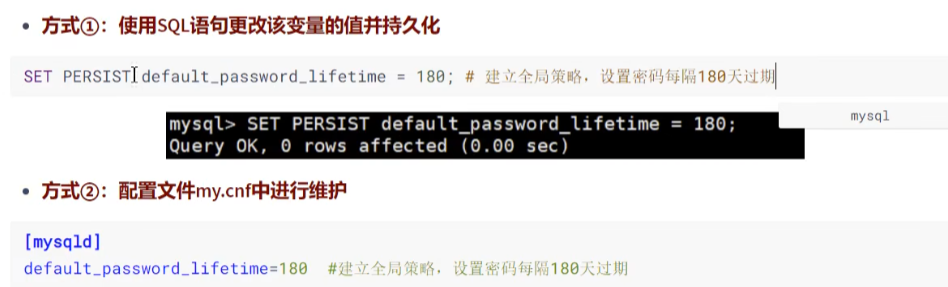 方式①：使用SQL语句更改该变量的值并持久化
SET PERSIST default_password_lifetime = 180; # 建立全局策略，设置密码每隔180天过期
mysql
mysql> SET PERSIST default_password_lifetime = 180;
Query OK, 0 rows affected (0.00 sec)
方式②：配置文件my.cnf中进行维护
[mysqld]
default_password_lifetime=180 #建立全局策略，设置密码每隔180天过期